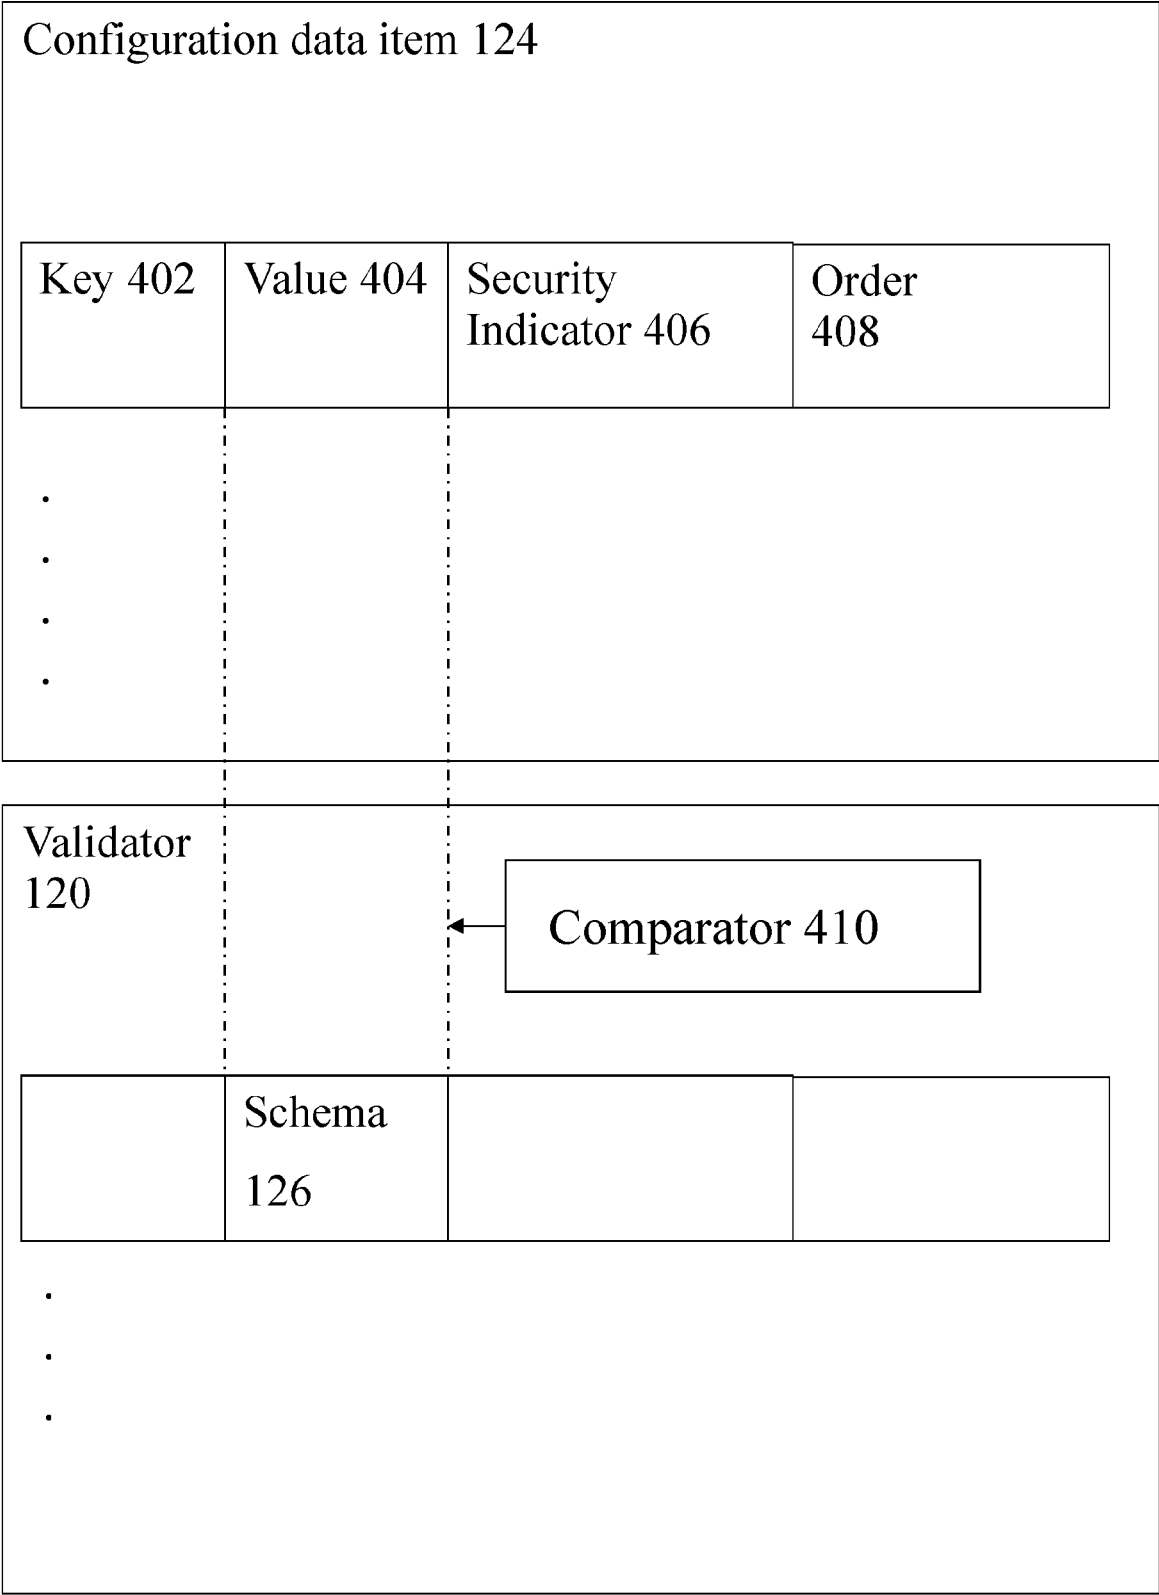 Configuration data item 124
Key 402
Value 404
Security
Indicator 406
Order
408
Validator
120
Comparator 410
Schema
126